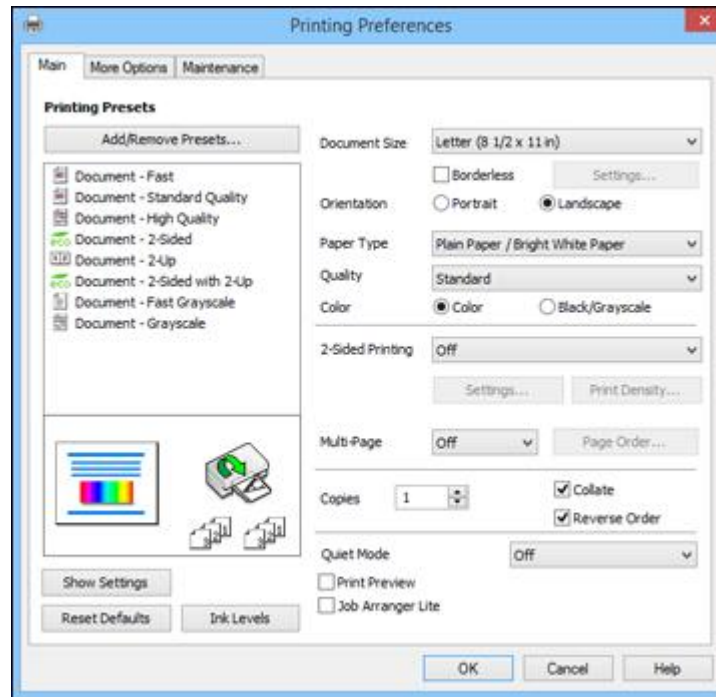 Printing Preferences
Main More Options Maintenance
Printing Presets
Add/Remove Presets...
Document - Fast
Document - Standard Quality
Document - High Quality
eco Document - 2-Sided
Document - 2-Up
eco Document - 2-Sided with 2-Up
Document - Fast Grayscale
Document - Grayscale
Show Settings
Reset Defaults Ink Levels
Document Size Letter (8 1/2 x 11 in)
Borderless Settings...
Orientation Portrait Landscape
Paper Type Plain Paper / Bright White Paper
Quality Standard
Color Color Black/Grayscale
2-Sided Printing Off
Settings... Print Density...
Multi-Page Off Page Order...
Copies 1 Collate
Reverse Order
Quiet Mode Off
Print Preview
Job Arranger Lite
OK Cancel Help